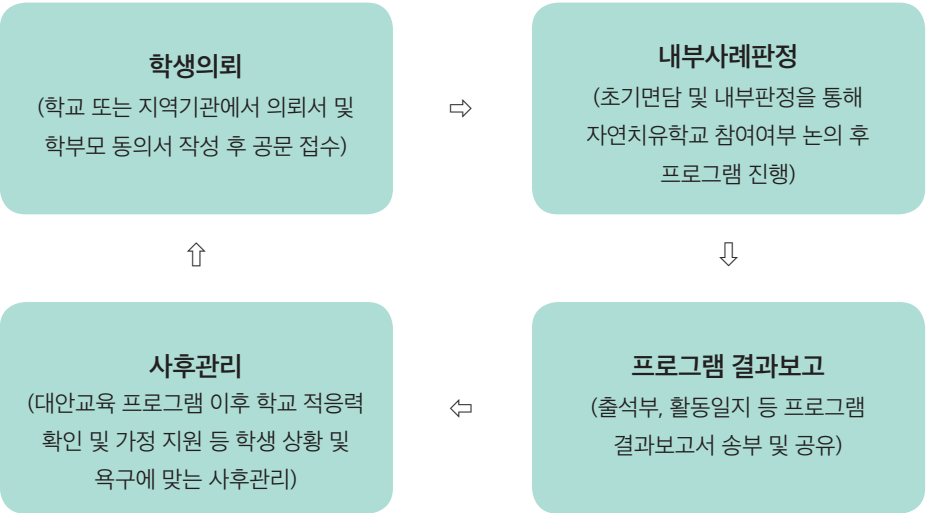 학생의뢰
(학교 또는 지역기관에서 의뢰서 및
학부모 동의서 작성 후 공문 접수)
⇨
내부사례판정
(초기면담 및 내부판정을 통해
자연치유학교 참여여부 논의 후
프로그램 진행)
⇧
⇩
사후관리
(대안교육 프로그램 이후 학교 적응력
확인 및 가정 지원 등 학생 상황 및
욕구에 맞는 사후관리)
⇦
프로그램 결과보고
(출석부, 활동일지 등 프로그램
결과보고서 송부 및 공유)